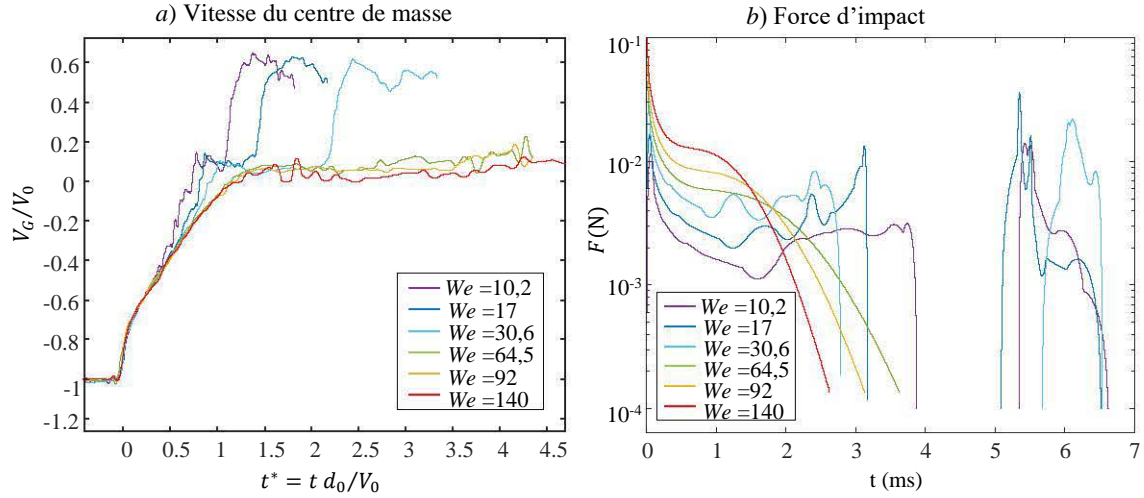 a) Vitesse du centre de masse
V_G/V_0
0.6
0.4
0.2
0
-0.2
-0.4
-0.6
-0.8
-1
-1.2
We =10,2
We =17
We =30,6
We =64,5
We =92
We =140
0 0.5 1 1.5 2 2.5 3 3.5 4 4.5
t* = t d_0/V_0
b) Force d’impact
F (N)
10^-1
10^-2
10^-3
10^-4
We =10,2
We =17
We =30,6
We =64,5
We =92
We =140
0 1 2 3 4 5 6 7
t (ms)